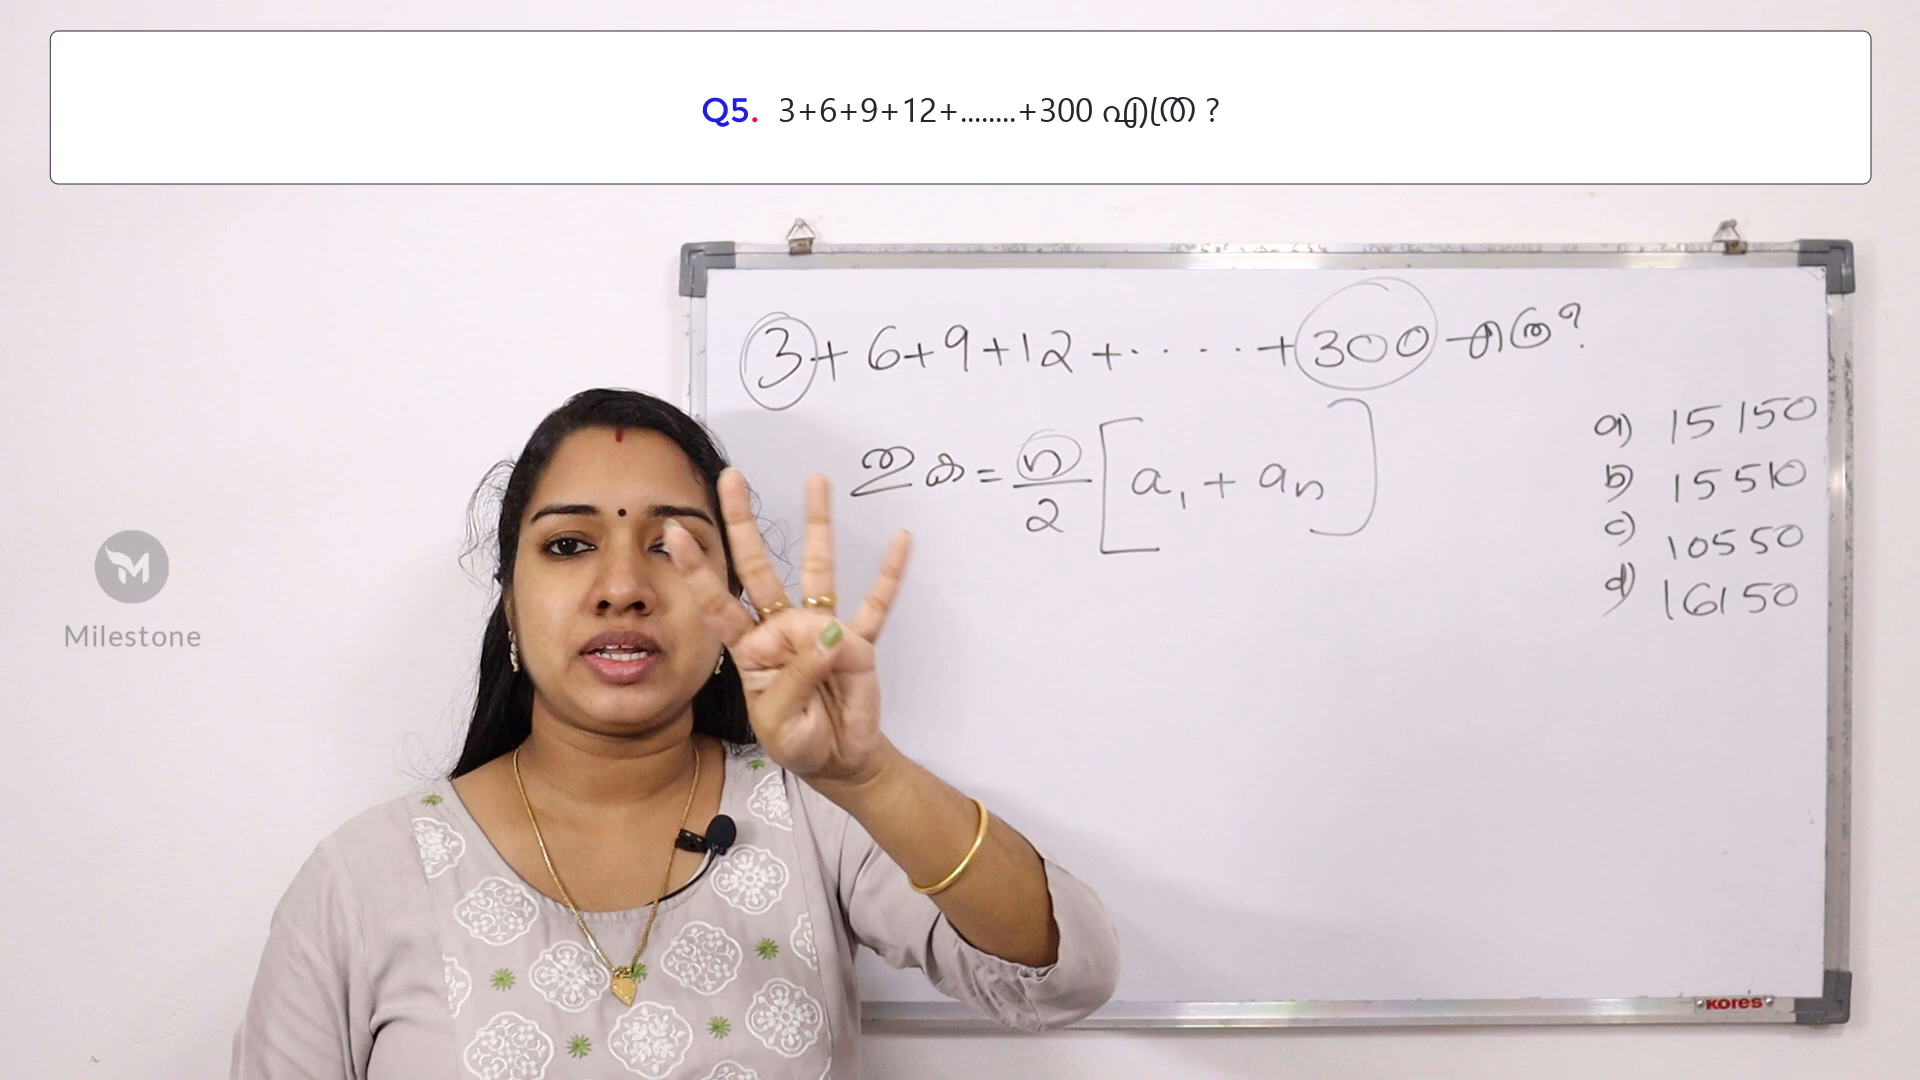 Q5. 3+6+9+12+........+300 എത്ര ?
3+6+9+12+.....+300 എത്ര?
തുക = n/2 [a₁ + aₙ]
a) 15150
b) 15510
c) 10550
d) 16150
Milestone
KORES